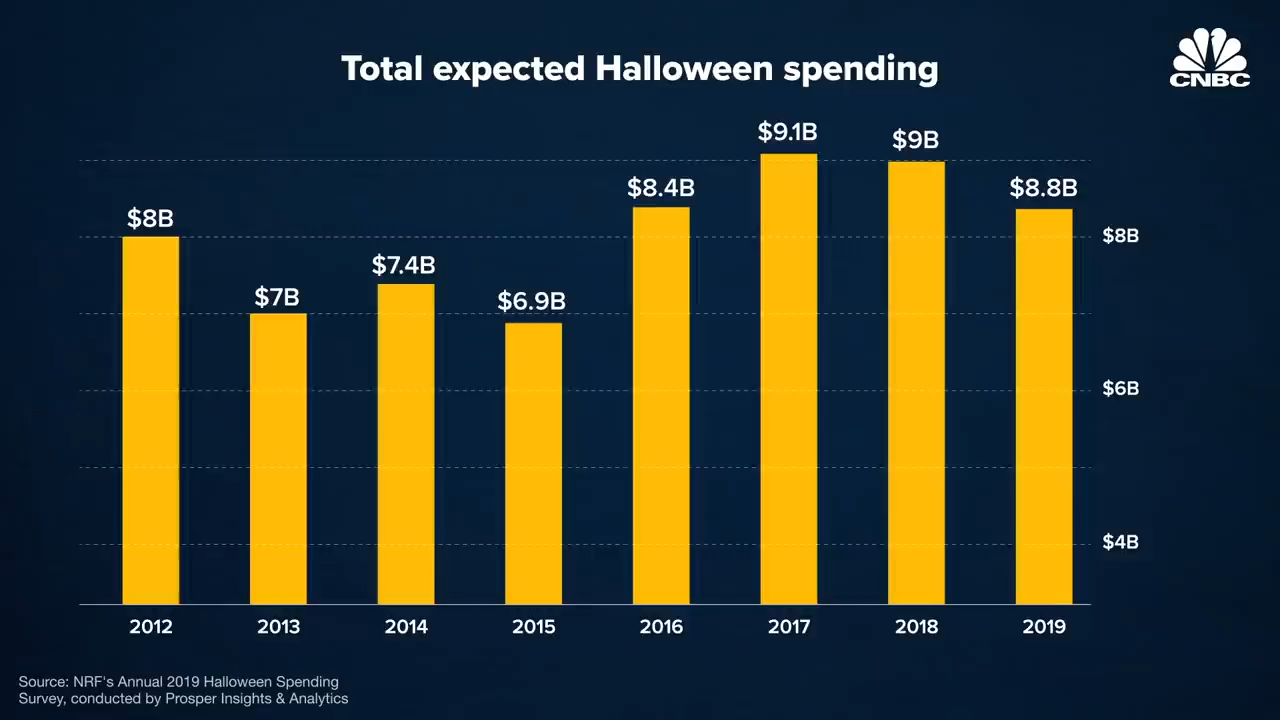 Total expected Halloween spending
CNBC
$9.1B
$9B
$8.4B
$8.8B
$8B
$8B
$7.4B
$7B
$6.9B
$6B
$4B
2012 2013 2014 2015 2016 2017 2018 2019
Source: NRF's Annual 2019 Halloween Spending
Survey, conducted by Prosper Insights & Analytics